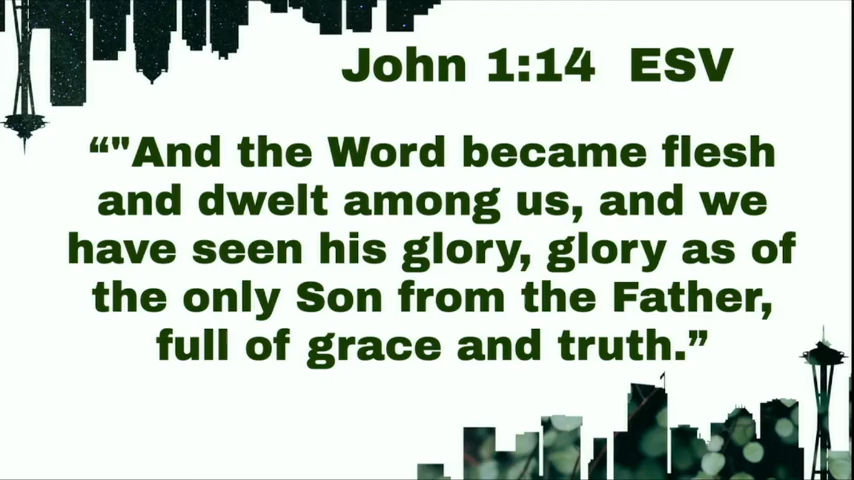 John 1:14 ESV
“"And the Word became flesh
and dwelt among us, and we
have seen his glory, glory as of
the only Son from the Father,
full of grace and truth.”